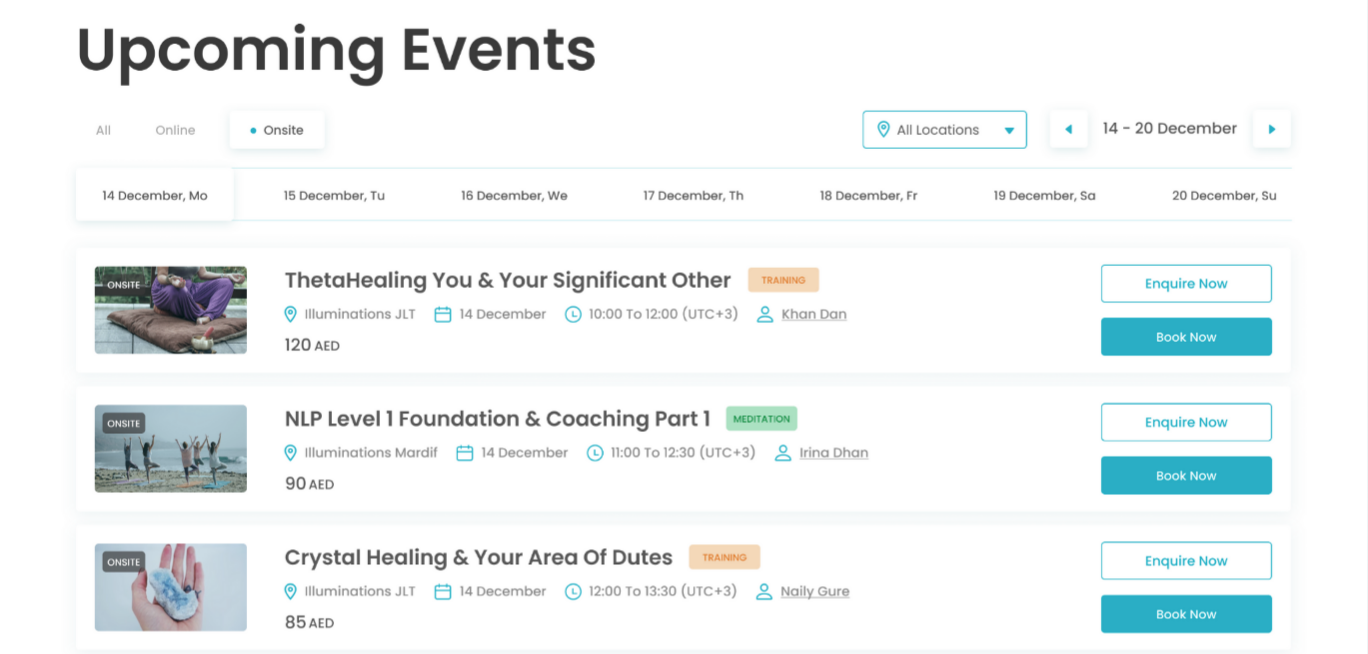 Upcoming Events
All Online Onsite
All Locations 14 - 20 December
14 December, Mo 15 December, Tu 16 December, We 17 December, Th 18 December, Fr 19 December, Sa 20 December, Su
ONSITE
ThetaHealing You & Your Significant Other TRAINING
Illuminations JLT 14 December 10:00 To 12:00 (UTC+3) Khan Dan
120 AED
Enquire Now
Book Now
ONSITE
NLP Level 1 Foundation & Coaching Part 1 MEDITATION
Illuminations Mardif 14 December 11:00 To 12:30 (UTC+3) Irina Dhan
90 AED
Enquire Now
Book Now
ONSITE
Crystal Healing & Your Area Of Dutes TRAINING
Illuminations JLT 14 December 12:00 To 13:30 (UTC+3) Naily Gure
85 AED
Enquire Now
Book Now